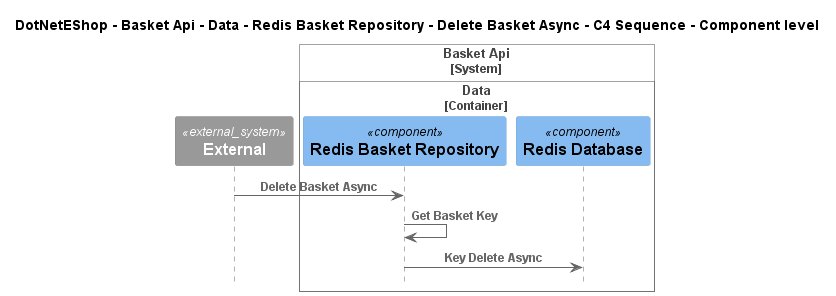 DotNetEShop - Basket Api - Data - Redis Basket Repository - Delete Basket Async - C4 Sequence - Component level
Basket Api
[System]
Data
[Container]
«external_system»
External
«component»
Redis Basket Repository
«component»
Redis Database
Delete Basket Async
Get Basket Key
Key Delete Async